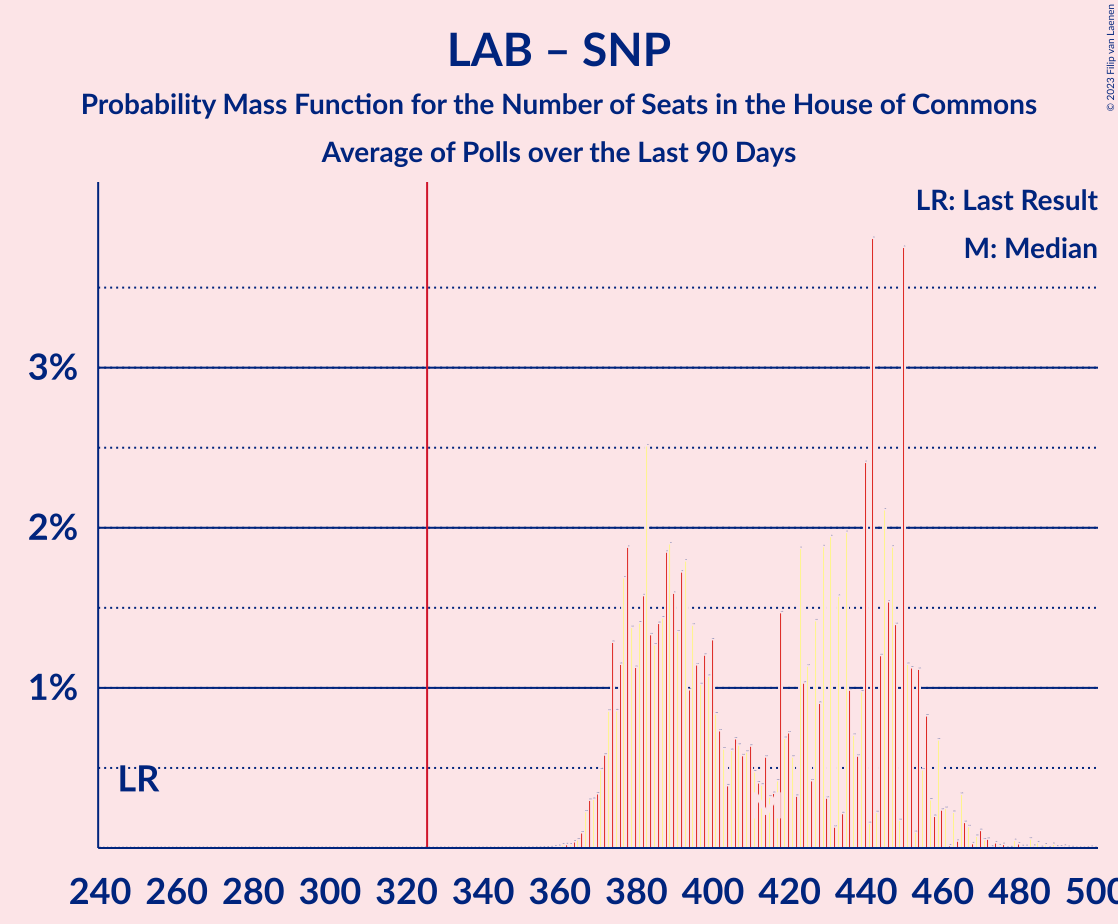 LAB – SNP
Probability Mass Function for the Number of Seats in the House of Commons
Average of Polls over the Last 90 Days
© 2023 Filip van Laenen
LR: Last Result
M: Median
3%
2%
1%
LR
240 260 280 300 320 340 360 380 400 420 440 460 480 500